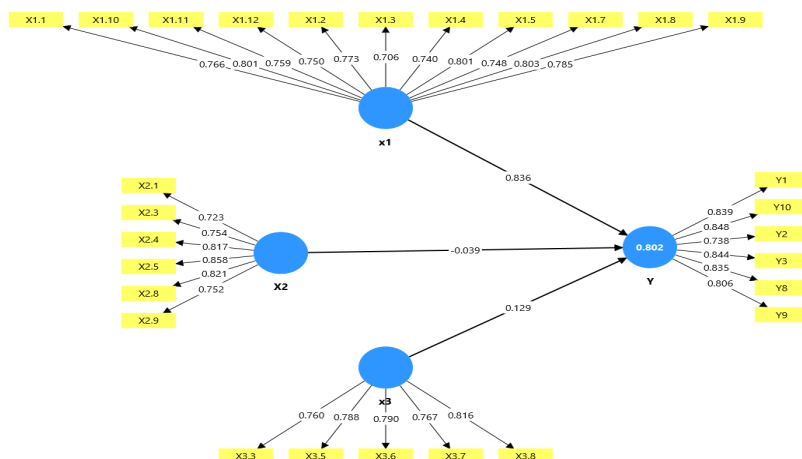 X1.1 X1.10 X1.11 X1.12 X1.2 X1.3 X1.4 X1.5 X1.7 X1.8 X1.9
0.766 0.801 0.759 0.750 0.773 0.706 0.740 0.801 0.748 0.803 0.785
x1
0.836
X2.1
X2.3
X2.4
X2.5
X2.8
X2.9
0.723
0.754
0.817
0.858
0.821
0.752
X2
-0.039
0.802
Y
0.839
0.848
0.738
0.844
0.835
0.806
Y1
Y10
Y2
Y3
Y8
Y9
0.129
x3
0.760 0.788 0.790 0.767 0.816
X3.3 X3.5 X3.6 X3.7 X3.8